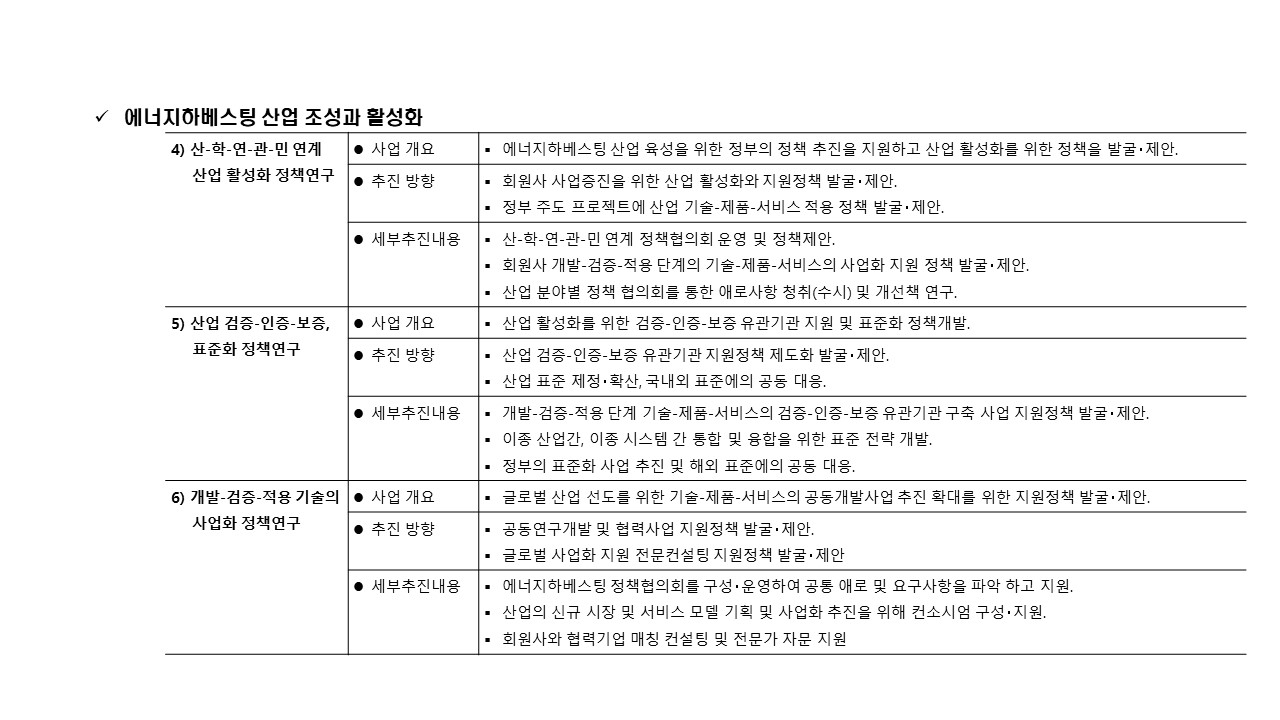 ✓ 에너지하베스팅 산업 조성과 활성화
4) 산-학-연-관-민 연계
산업 활성화 정책연구
● 사업 개요
▪ 에너지하베스팅 산업 육성을 위한 정부의 정책 추진을 지원하고 산업 활성화를 위한 정책을 발굴·제안.
● 추진 방향
▪ 회원사 사업증진을 위한 산업 활성화와 지원정책 발굴·제안.
▪ 정부 주도 프로젝트에 산업 기술-제품-서비스 적용 정책 발굴·제안.
● 세부추진내용
▪ 산-학-연-관-민 연계 정책협의회 운영 및 정책제안.
▪ 회원사 개발-검증-적용 단계의 기술-제품-서비스의 사업화 지원 정책 발굴·제안.
▪ 산업 분야별 정책 협의회를 통한 애로사항 청취(수시) 및 개선책 연구.
5) 산업 검증-인증-보증,
표준화 정책연구
● 사업 개요
▪ 산업 활성화를 위한 검증-인증-보증 유관기관 지원 및 표준화 정책개발.
● 추진 방향
▪ 산업 검증-인증-보증 유관기관 지원정책 제도화 발굴·제안.
▪ 산업 표준 제정·확산, 국내외 표준에의 공동 대응.
● 세부추진내용
▪ 개발-검증-적용 단계 기술-제품-서비스의 검증-인증-보증 유관기관 구축 사업 지원정책 발굴·제안.
▪ 이종 산업간, 이종 시스템 간 통합 및 융합을 위한 표준 전략 개발.
▪ 정부의 표준화 사업 추진 및 해외 표준에의 공동 대응.
6) 개발-검증-적용 기술의
사업화 정책연구
● 사업 개요
▪ 글로벌 산업 선도를 위한 기술-제품-서비스의 공동개발사업 추진 확대를 위한 지원정책 발굴·제안.
● 추진 방향
▪ 공동연구개발 및 협력사업 지원정책 발굴·제안.
▪ 글로벌 사업화 지원 전문컨설팅 지원정책 발굴·제안
● 세부추진내용
▪ 에너지하베스팅 정책협의회를 구성·운영하여 공통 애로 및 요구사항을 파악 하고 지원.
▪ 산업의 신규 시장 및 서비스 모델 기획 및 사업화 추진을 위해 컨소시엄 구성·지원.
▪ 회원사와 협력기업 매칭 컨설팅 및 전문가 자문 지원